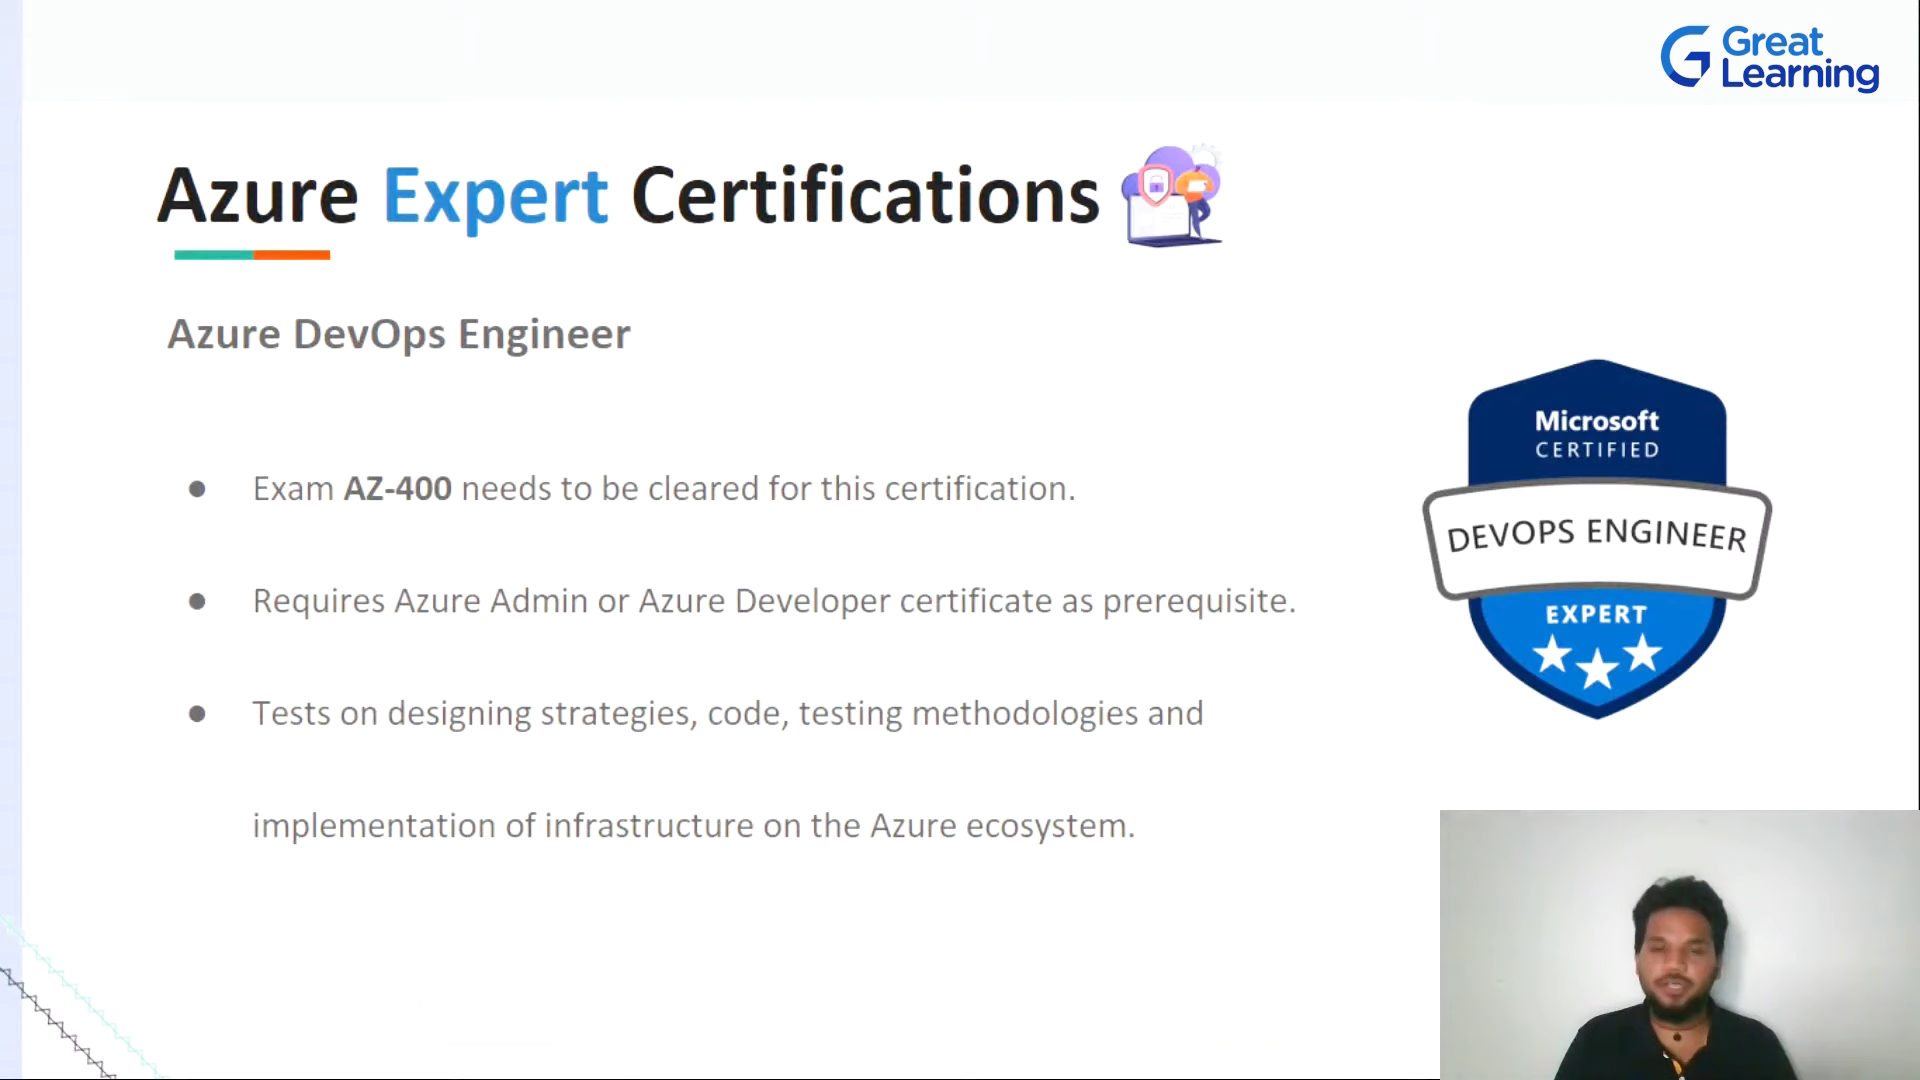 Great
Learning
Azure Expert Certifications
Azure DevOps Engineer
● Exam AZ-400 needs to be cleared for this certification.
● Requires Azure Admin or Azure Developer certificate as prerequisite.
● Tests on designing strategies, code, testing methodologies and
implementation of infrastructure on the Azure ecosystem.
Microsoft
CERTIFIED
DEVOPS ENGINEER
EXPERT